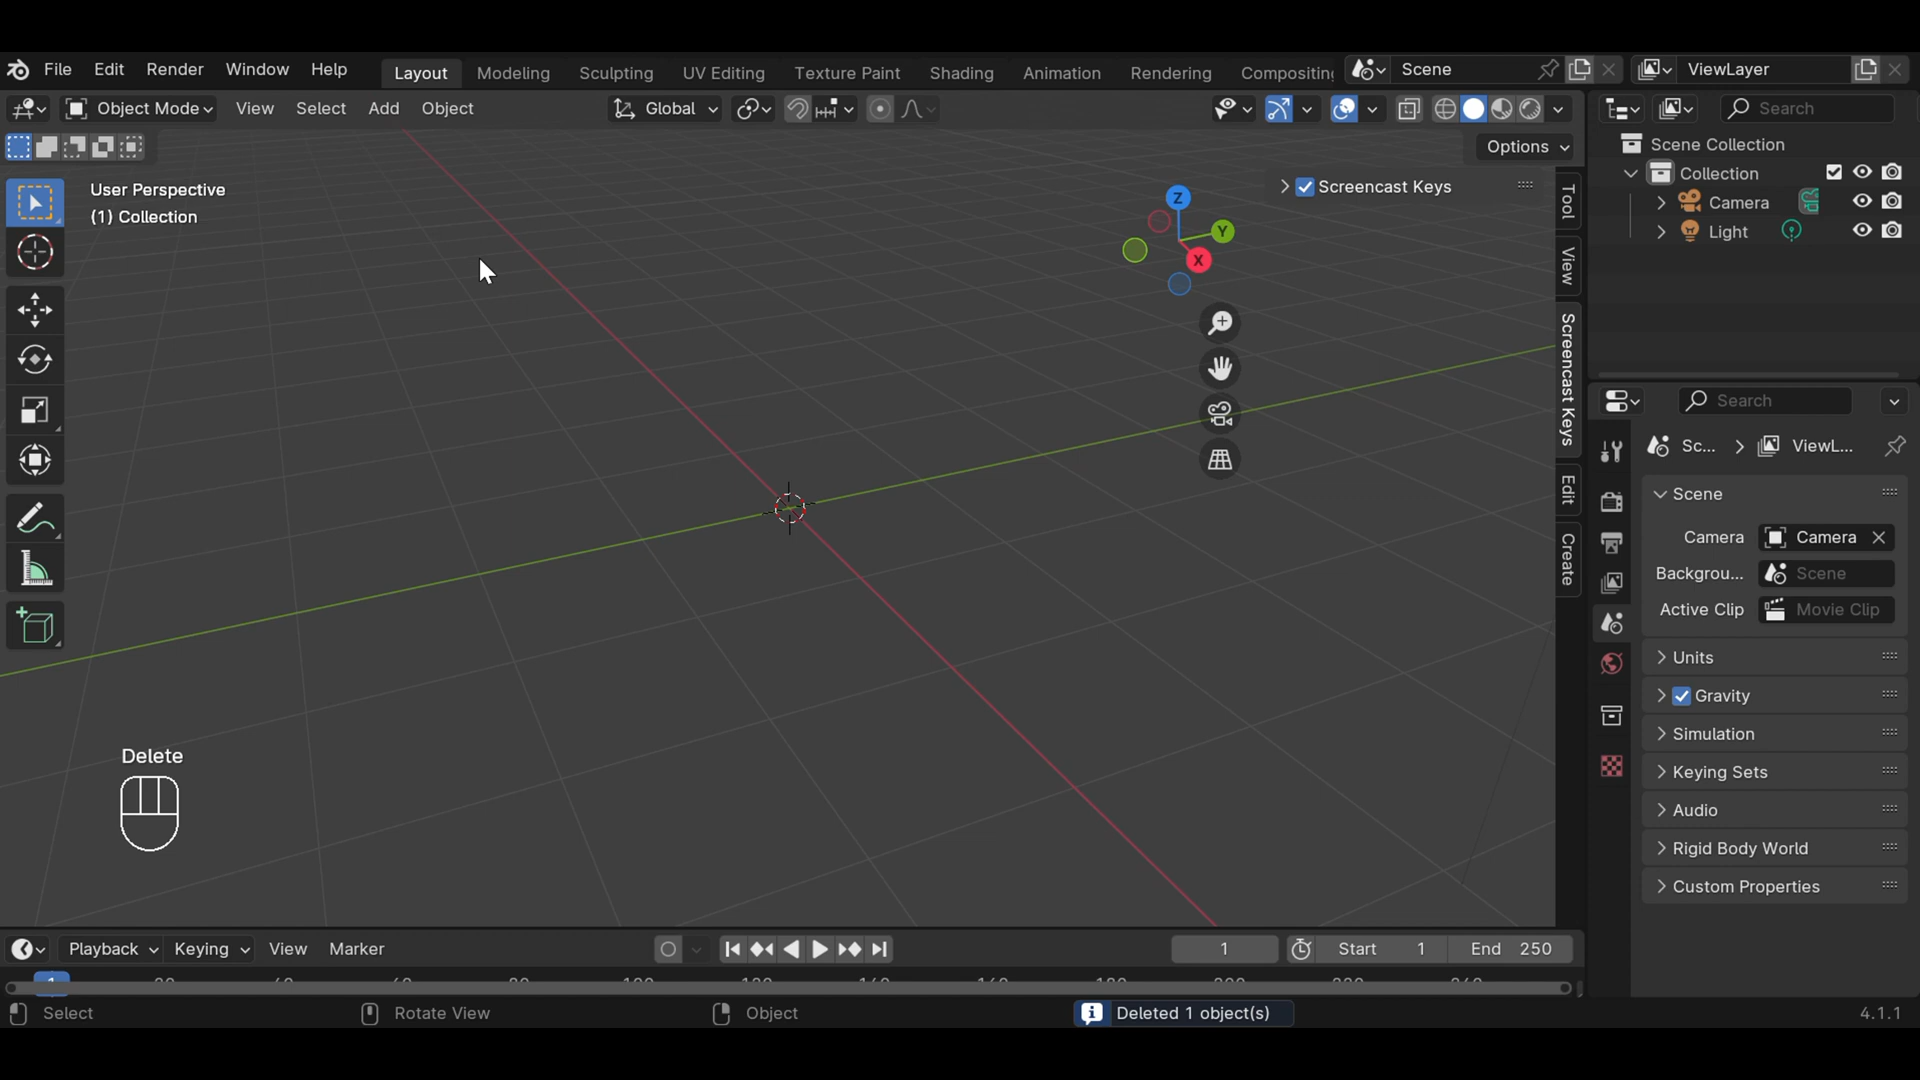 File Edit Render Window Help Layout Modeling Sculpting UV Editing Texture Paint Shading Animation Rendering Compositing Scene ViewLayer
Object Mode View Select Add Object Global Search
Options
Scene Collection
Collection
Camera
Light
User Perspective
(1) Collection
Screencast Keys
Z
Y
X
Tool
View
Screencast Keys
Edit
Create
Search
Sc... ViewL...
Scene
Camera Camera
Backgrou... Scene
Active Clip Movie Clip
Units
Gravity
Simulation
Keying Sets
Audio
Rigid Body World
Custom Properties
Delete
Playback Keying View Marker 1 Start 1 End 250
1
Select Rotate View Object Deleted 1 object(s) 4.1.1